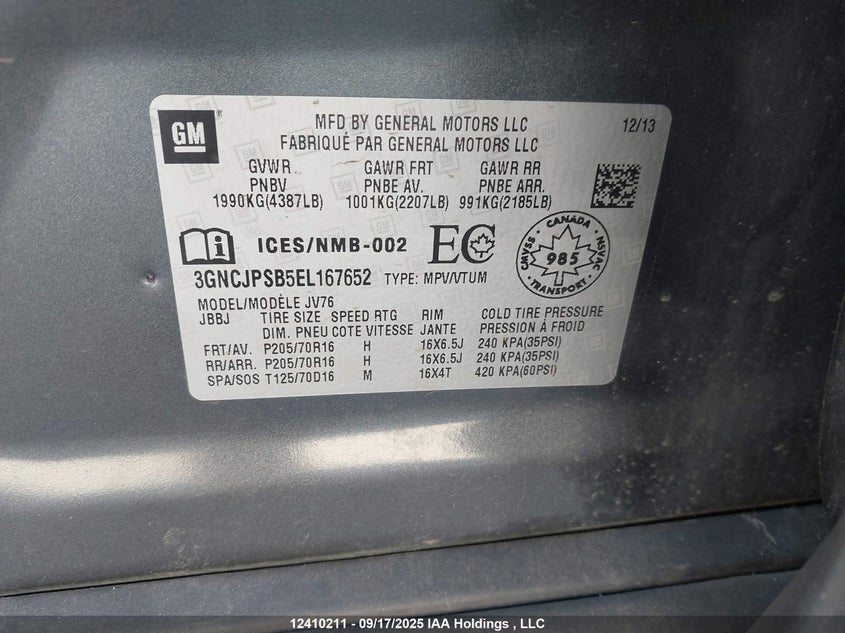 GM
MFD BY GENERAL MOTORS LLC 12/13
FABRIQUÉ PAR GENERAL MOTORS LLC
GVWR GAWR FRT GAWR RR
PNBV PNBE AV. PNBE ARR.
1990KG(4387LB) 1001KG(2207LB) 991KG(2185LB)
ICES/NMB-002 EC
CANADA CMVSS NSVAC 985 TRANSPORT
3GNCJPSB5EL167652 TYPE: MPV/VTUM
MODEL/MODÈLE JV76
JBBJ TIRE SIZE SPEED RTG RIM COLD TIRE PRESSURE
DIM. PNEU COTE VITESSE JANTE PRESSION À FROID
FRT/AV. P205/70R16 H 16X6.5J 240 KPA(35PSI)
RR/ARR. P205/70R16 H 16X6.5J 240 KPA(35PSI)
SPA/SOS T125/70D16 M 16X4T 420 KPA(60PSI)
12410211 - 09/17/2025 IAA Holdings , LLC